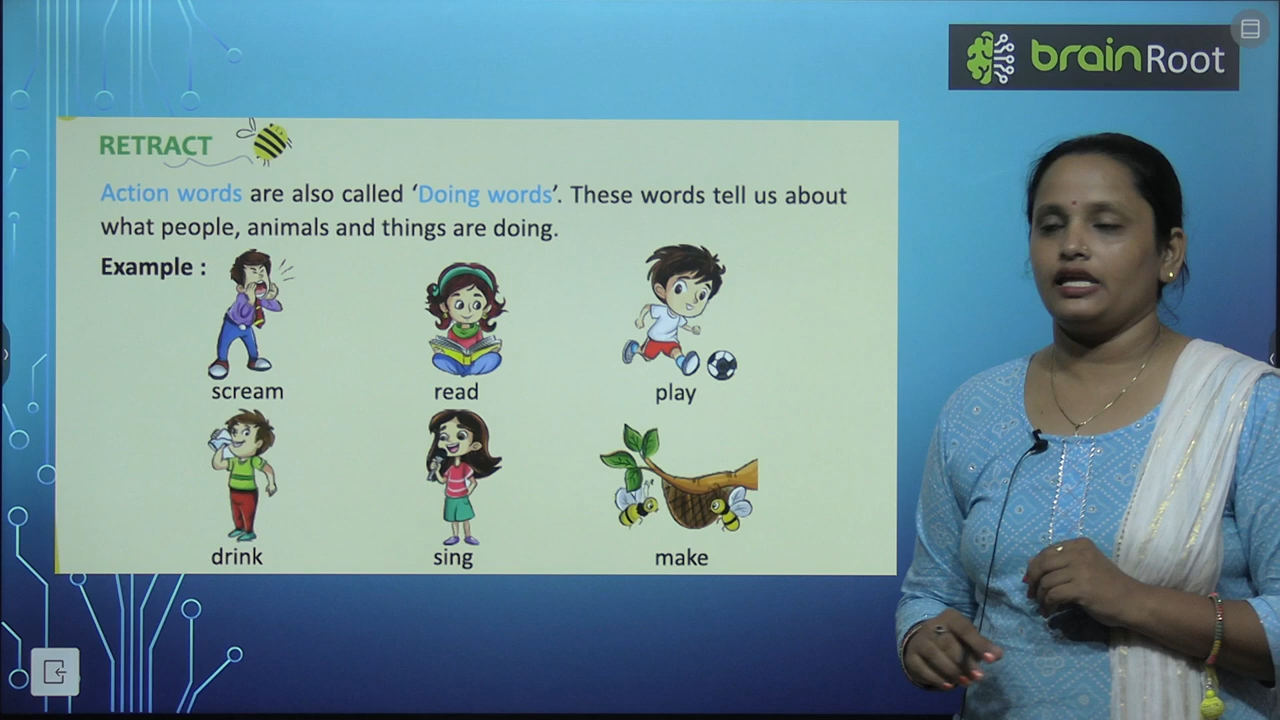 brainRoot
RETRACT
Action words are also called ‘Doing words’. These words tell us about
what people, animals and things are doing.
Example :
scream read play
drink sing make